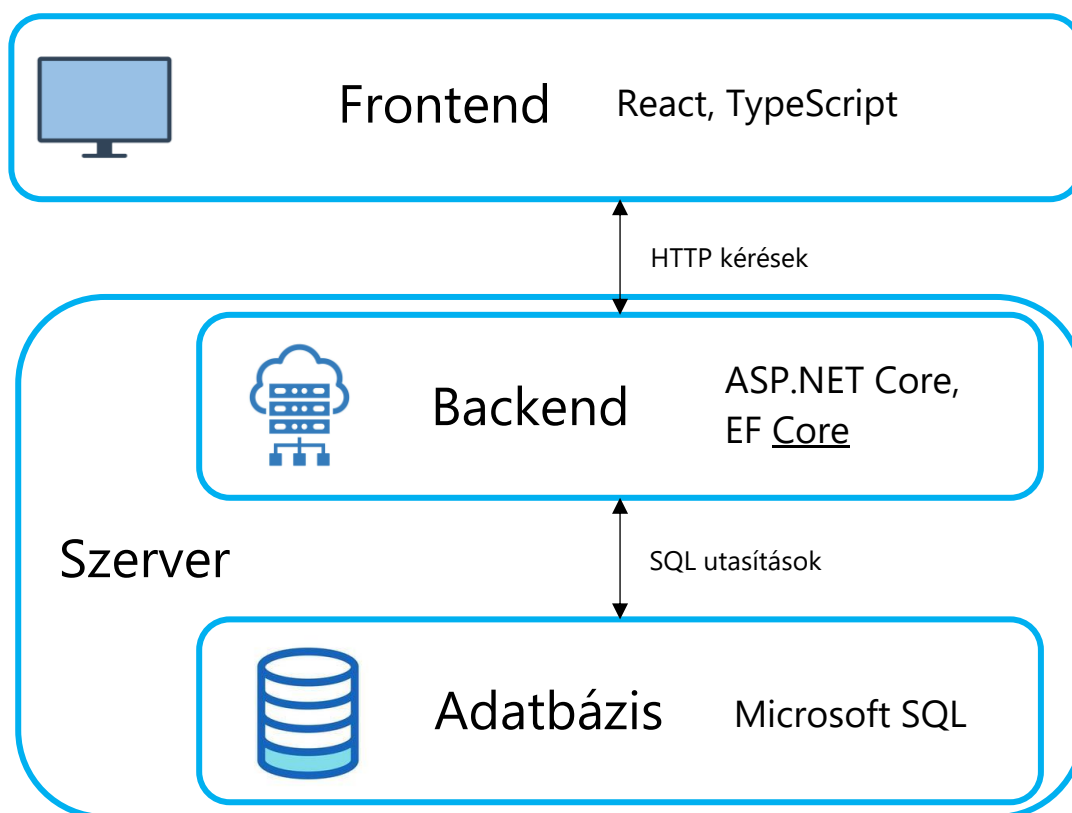 Frontend
React, TypeScript
HTTP kérések
Backend
ASP.NET Core,
EF Core
Szerver
SQL utasítások
Adatbázis
Microsoft SQL